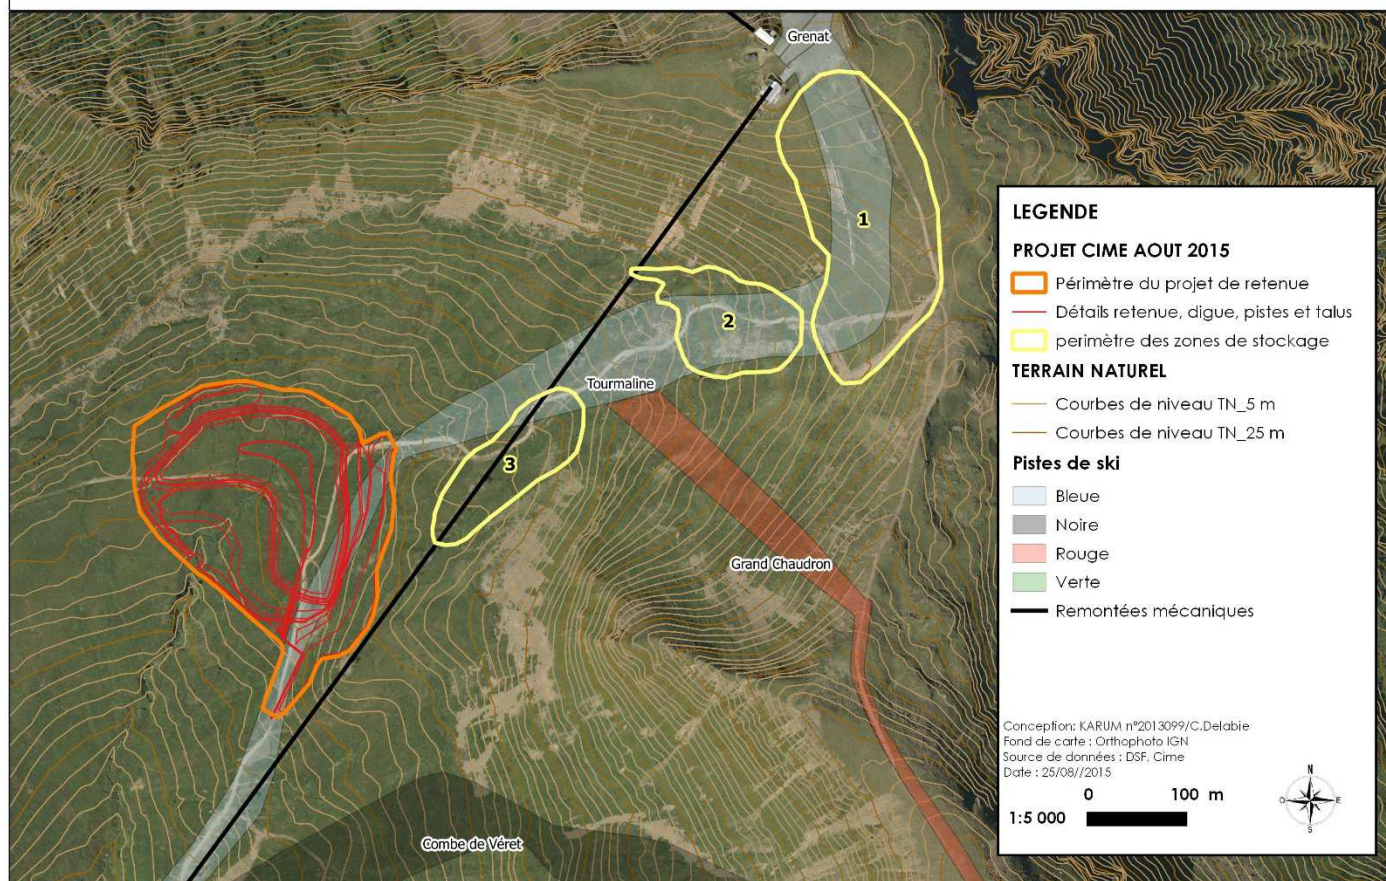 Grenat
1
2
Tourmaline
3
Grand Chaudron
Combe de Véret
LEGENDE
PROJET CIME AOUT 2015
Périmètre du projet de retenue
Détails retenue, digue, pistes et talus
perimètre des zones de stockage
TERRAIN NATUREL
Courbes de niveau TN_5 m
Courbes de niveau TN_25 m
Pistes de ski
Bleue
Noire
Rouge
Verte
Remontées mécaniques
Conception: KARUM n°2013099/C.Delabie
Fond de carte : Orthophoto IGN
Source de données : DSF, Cime
Date : 25/08//2015
0 100 m
1:5 000
N
O E
S